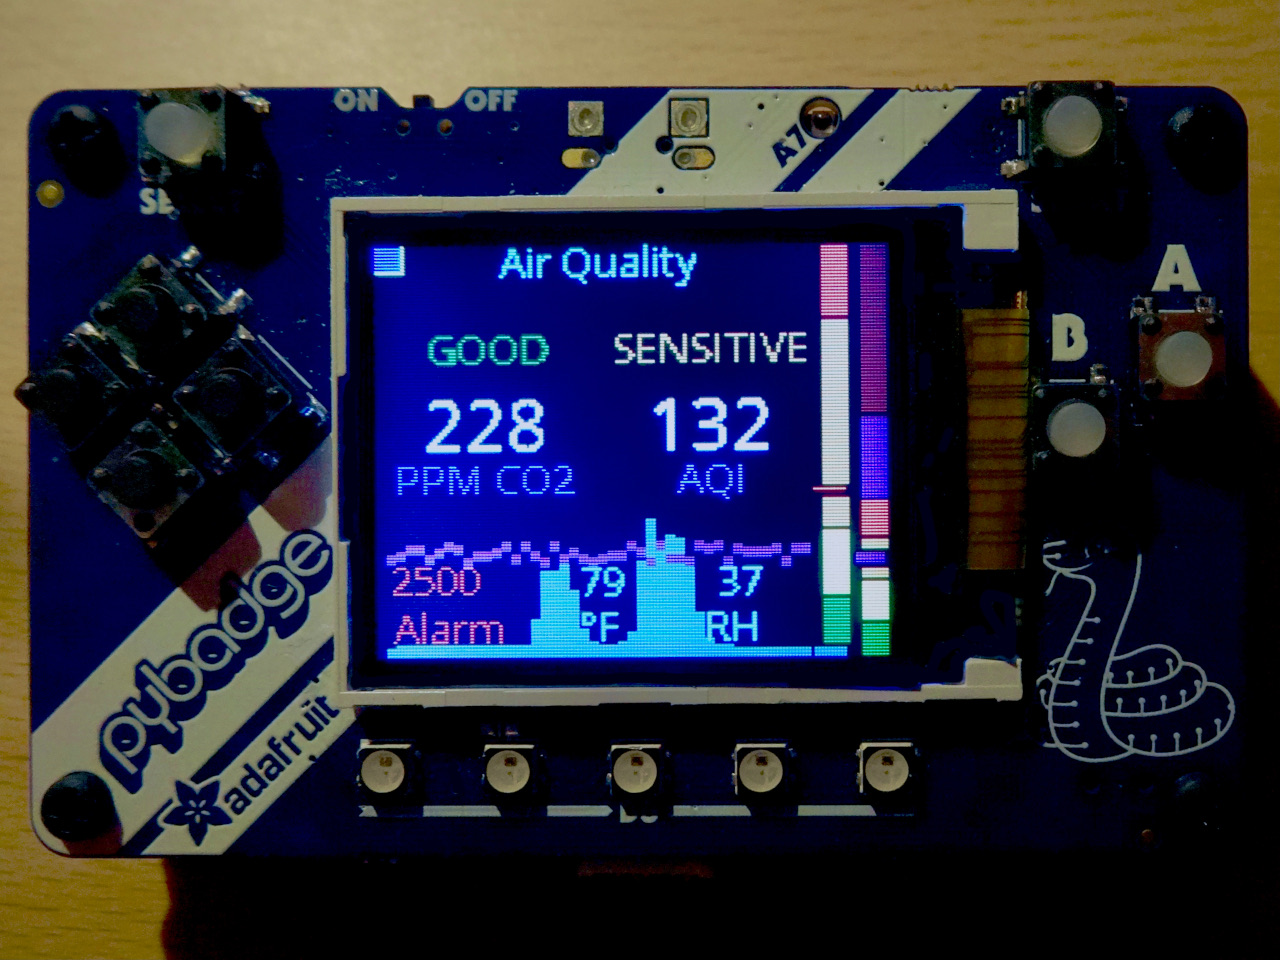 ON OFF
A7
Air Quality
GOOD SENSITIVE
228 132
PPM CO2 AQI
2500 79 37
Alarm °F RH
A
B
pybadge
adafruit